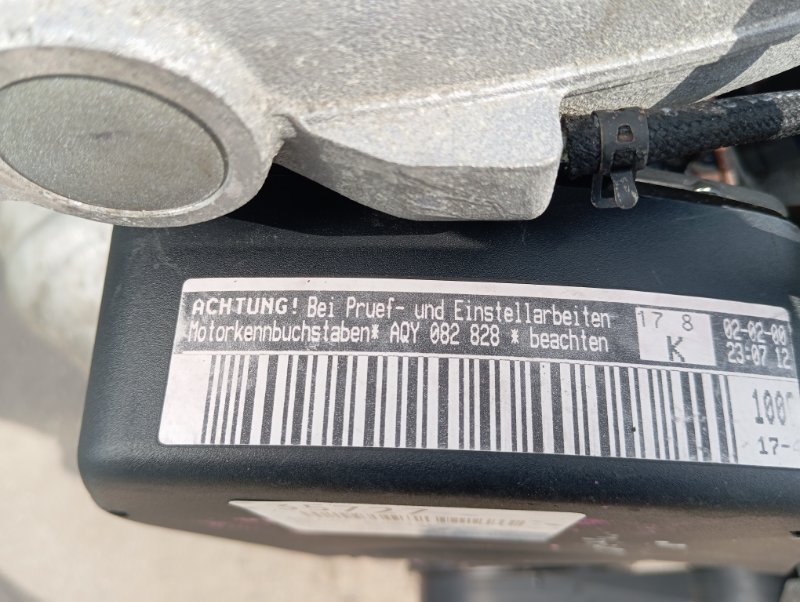 ACHTUNG! Bei Pruef- und Einstellarbeiten
Motorkennbuchstaben* AQY 082 828 * beachten
17 8
K
02-02-00
23:07 12
100
17-